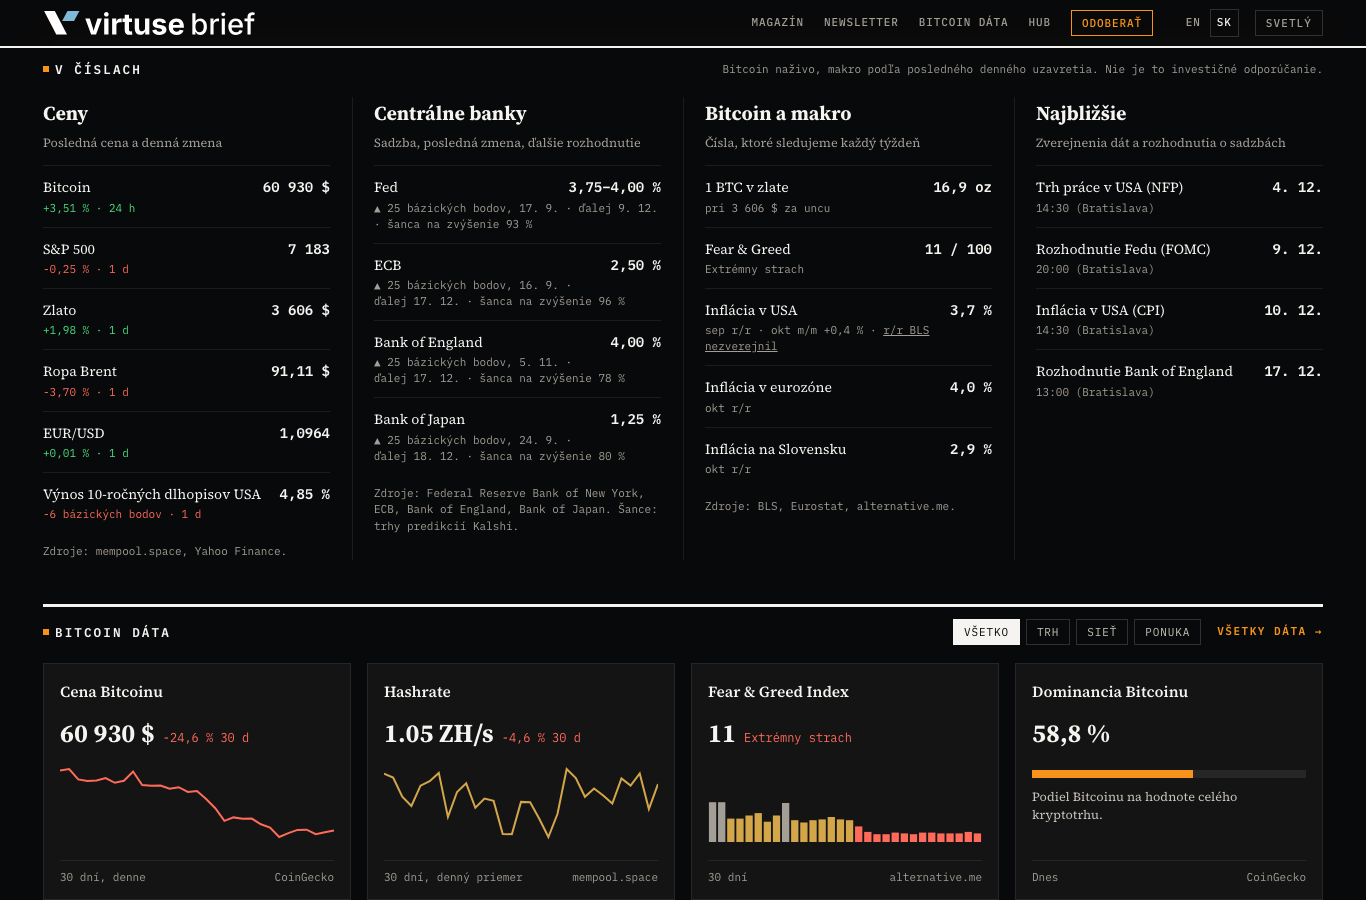 virtuse brief
MAGAZÍN NEWSLETTER BITCOIN DÁTA HUB ODOBERAŤ EN SK SVETLÝ
V ČÍSLACH
Bitcoin naživo, makro podľa posledného denného uzavretia. Nie je to investičné odporúčanie.
Ceny
Posledná cena a denná zmena
Bitcoin 60 930 $
+3,51 % · 24 h
S&P 500 7 183
-0,25 % · 1 d
Zlato 3 606 $
+1,98 % · 1 d
Ropa Brent 91,11 $
-3,70 % · 1 d
EUR/USD 1,0964
+0,01 % · 1 d
Výnos 10-ročných dlhopisov USA 4,85 %
-6 bázických bodov · 1 d
Zdroje: mempool.space, Yahoo Finance.
Centrálne banky
Sadzba, posledná zmena, ďalšie rozhodnutie
Fed 3,75–4,00 %
▲ 25 bázických bodov, 17. 9. · ďalej 9. 12.
· šanca na zvýšenie 93 %
ECB 2,50 %
▲ 25 bázických bodov, 16. 9. ·
ďalej 17. 12. · šanca na zvýšenie 96 %
Bank of England 4,00 %
▲ 25 bázických bodov, 5. 11. ·
ďalej 17. 12. · šanca na zvýšenie 78 %
Bank of Japan 1,25 %
▲ 25 bázických bodov, 24. 9. ·
ďalej 18. 12. · šanca na zvýšenie 80 %
Zdroje: Federal Reserve Bank of New York,
ECB, Bank of England, Bank of Japan. Šance:
trhy predikcií Kalshi.
Bitcoin a makro
Čísla, ktoré sledujeme každý týždeň
1 BTC v zlate 16,9 oz
pri 3 606 $ za uncu
Fear & Greed 11 / 100
Extrémny strach
Inflácia v USA 3,7 %
sep r/r · okt m/m +0,4 % · r/r BLS
nezverejnil
Inflácia v eurozóne 4,0 %
okt r/r
Inflácia na Slovensku 2,9 %
okt r/r
Zdroje: BLS, Eurostat, alternative.me.
Najbližšie
Zverejnenia dát a rozhodnutia o sadzbách
Trh práce v USA (NFP) 4. 12.
14:30 (Bratislava)
Rozhodnutie Fedu (FOMC) 9. 12.
20:00 (Bratislava)
Inflácia v USA (CPI) 10. 12.
14:30 (Bratislava)
Rozhodnutie Bank of England 17. 12.
13:00 (Bratislava)
BITCOIN DÁTA
VŠETKO TRH SIEŤ PONUKA VŠETKY DÁTA →
Cena Bitcoinu
60 930 $ -24,6 % 30 d
30 dní, denne CoinGecko
Hashrate
1.05 ZH/s -4,6 % 30 d
30 dní, denný priemer mempool.space
Fear & Greed Index
11 Extrémny strach
30 dní alternative.me
Dominancia Bitcoinu
58,8 %
Podiel Bitcoinu na hodnote celého
kryptotrhu.
Dnes CoinGecko